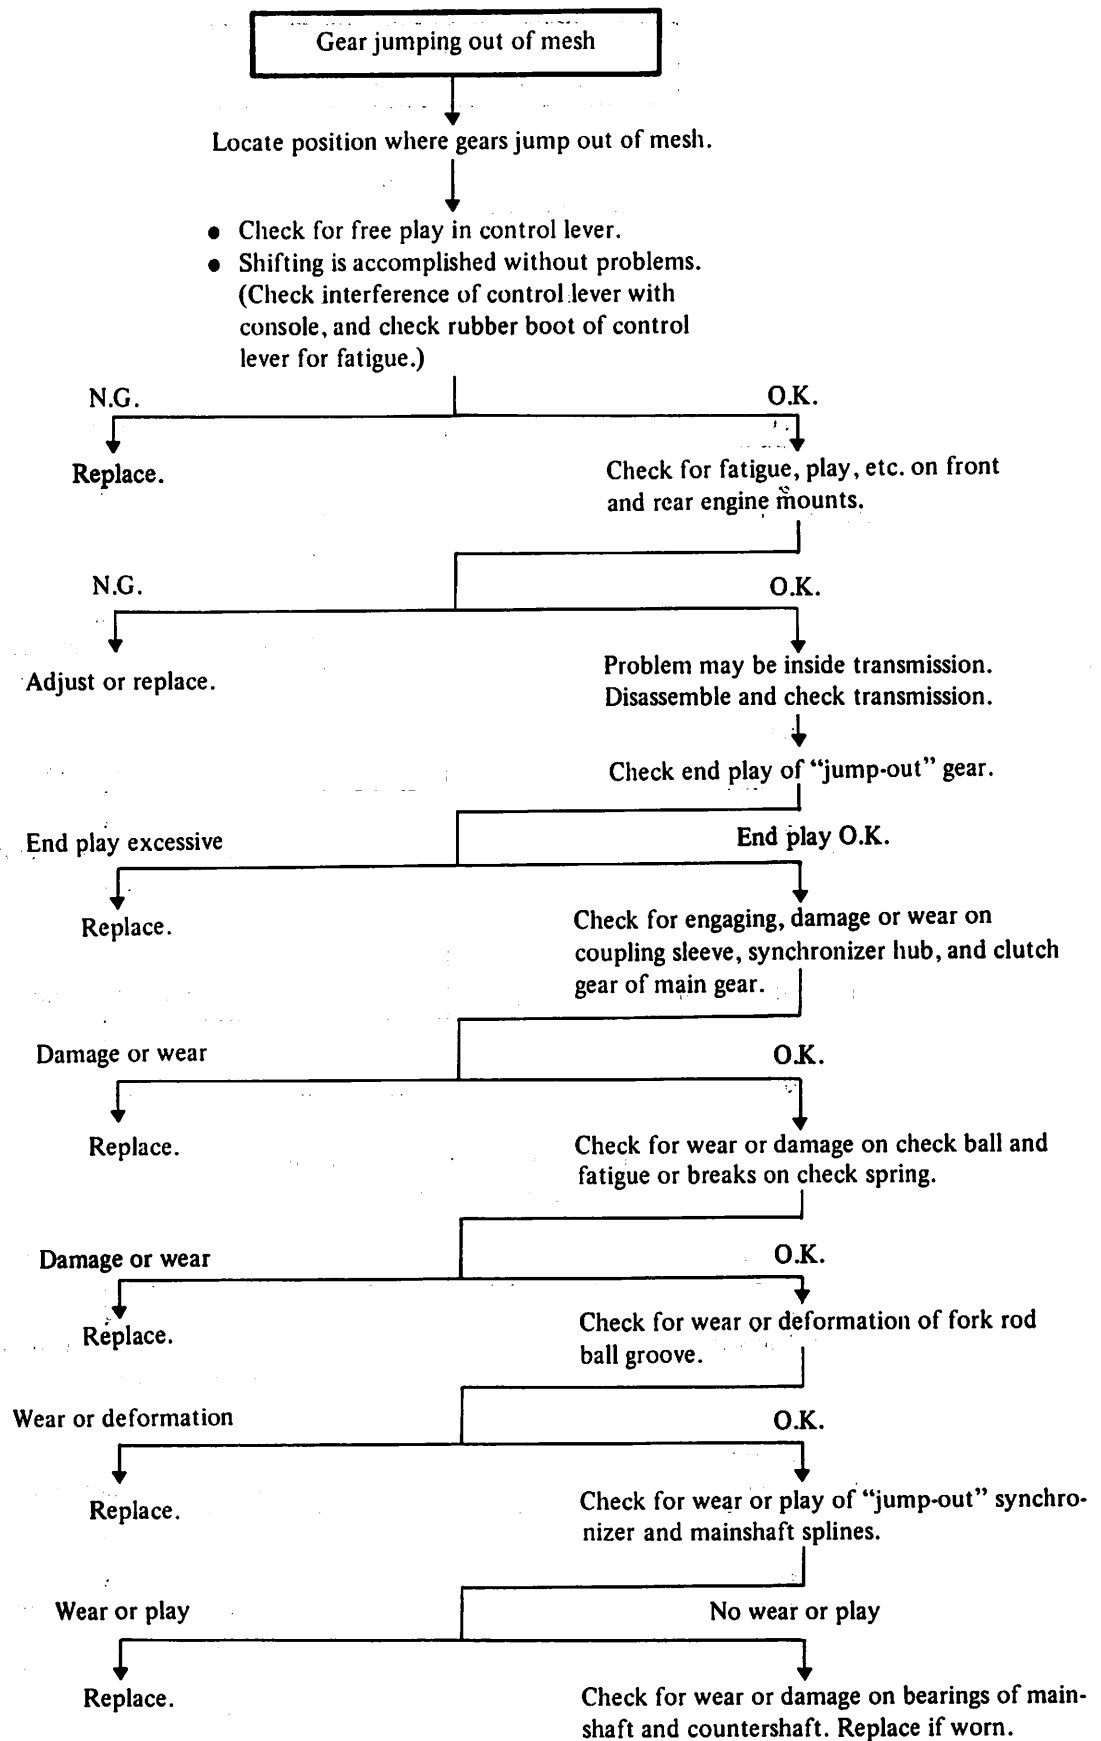 Gear jumping out of mesh
Locate position where gears jump out of mesh.
● Check for free play in control lever.
● Shifting is accomplished without problems.
(Check interference of control lever with
console, and check rubber boot of control
lever for fatigue.)
N.G.
O.K.
Replace.
Check for fatigue, play, etc. on front
and rear engine mounts.
N.G.
O.K.
Adjust or replace.
Problem may be inside transmission.
Disassemble and check transmission.
Check end play of “jump-out” gear.
End play excessive
End play O.K.
Replace.
Check for engaging, damage or wear on
coupling sleeve, synchronizer hub, and clutch
gear of main gear.
Damage or wear
O.K.
Replace.
Check for wear or damage on check ball and
fatigue or breaks on check spring.
Damage or wear
O.K.
Replace.
Check for wear or deformation of fork rod
ball groove.
Wear or deformation
O.K.
Replace.
Check for wear or play of “jump-out” synchro-
nizer and mainshaft splines.
Wear or play
No wear or play
Replace.
Check for wear or damage on bearings of main-
shaft and countershaft. Replace if worn.